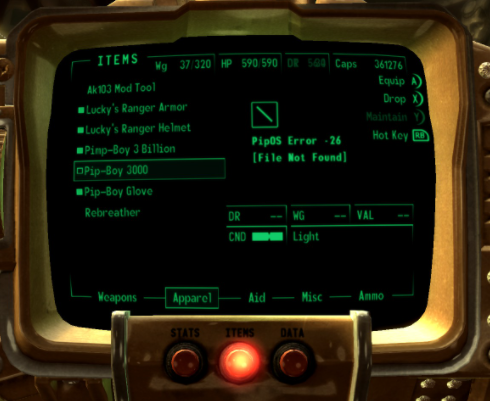 ITEMS Wg 37/320 HP 590/590 DR Caps 361276
Ak103 Mod Tool
Lucky's Ranger Armor
Lucky's Ranger Helmet
Pimp-Boy 3 Billion
Pip-Boy 3000
Pip-Boy Glove
Rebreather
Equip A)
Drop X)
Maintain Y)
Hot Key RB
PipOS Error -26
[File Not Found]
DR -- WG -- VAL --
CND Light
Weapons Apparel Aid Misc Ammo
STATS ITEMS DATA